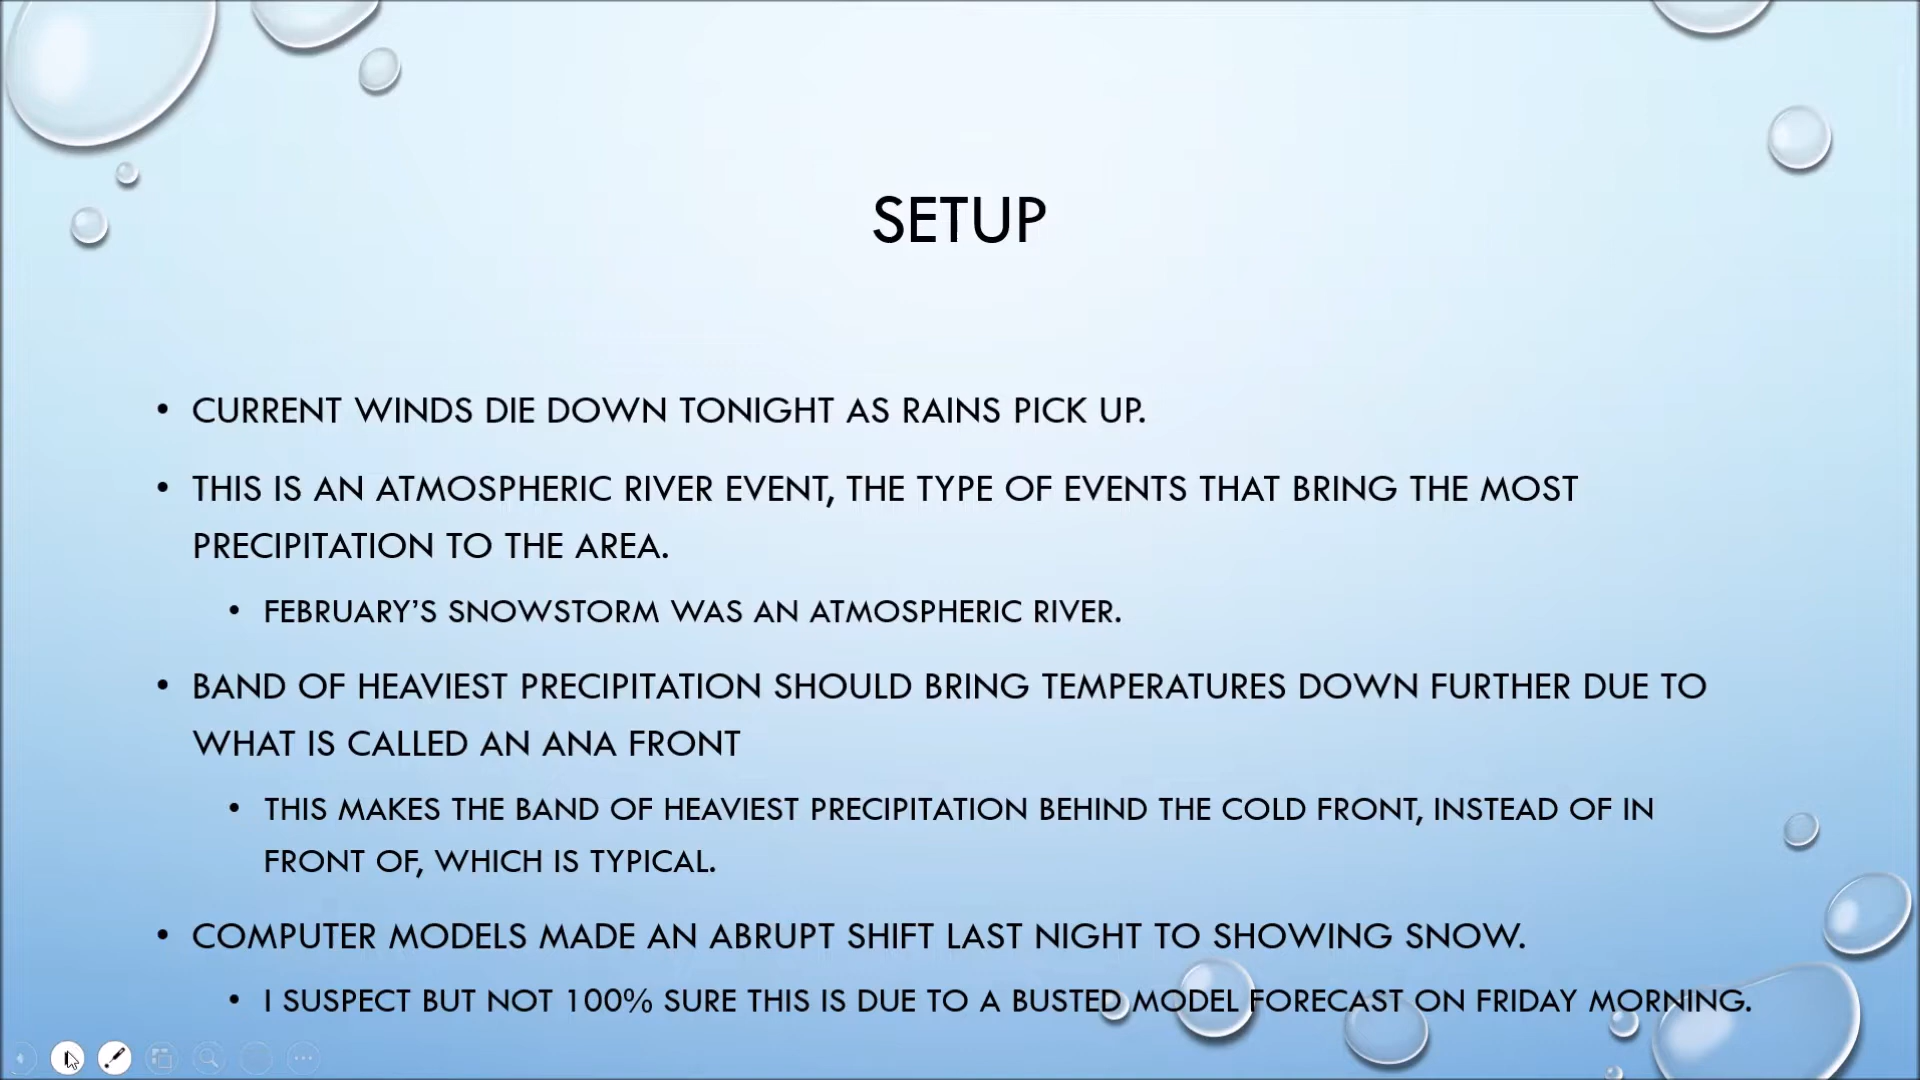 SETUP
• CURRENT WINDS DIE DOWN TONIGHT AS RAINS PICK UP.
• THIS IS AN ATMOSPHERIC RIVER EVENT, THE TYPE OF EVENTS THAT BRING THE MOST
PRECIPITATION TO THE AREA.
• FEBRUARY’S SNOWSTORM WAS AN ATMOSPHERIC RIVER.
• BAND OF HEAVIEST PRECIPITATION SHOULD BRING TEMPERATURES DOWN FURTHER DUE TO
WHAT IS CALLED AN ANA FRONT
• THIS MAKES THE BAND OF HEAVIEST PRECIPITATION BEHIND THE COLD FRONT, INSTEAD OF IN
FRONT OF, WHICH IS TYPICAL.
• COMPUTER MODELS MADE AN ABRUPT SHIFT LAST NIGHT TO SHOWING SNOW.
• I SUSPECT BUT NOT 100% SURE THIS IS DUE TO A BUSTED MODEL FORECAST ON FRIDAY MORNING.